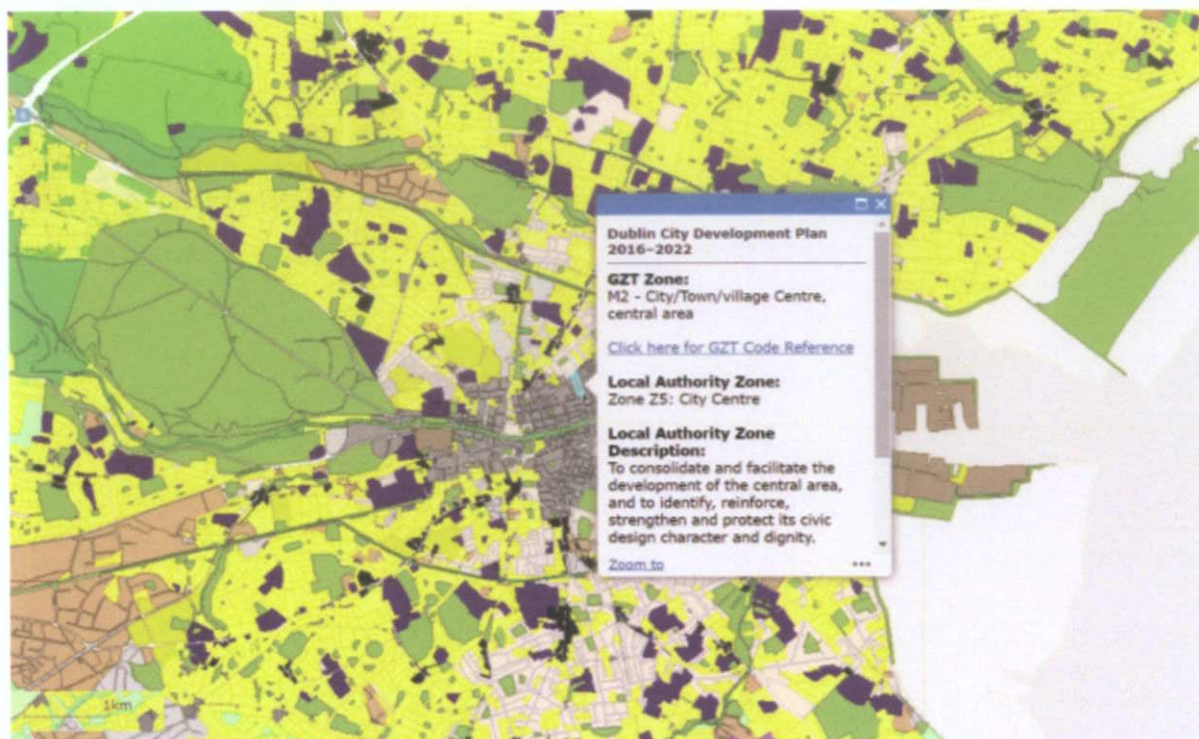 Dublin City Development Plan
2016–2022
GZT Zone:
M2 - City/Town/village Centre,
central area
Click here for GZT Code Reference
Local Authority Zone:
Zone Z5: City Centre
Local Authority Zone
Description:
To consolidate and facilitate the
development of the central area,
and to identify, reinforce,
strengthen and protect its civic
design character and dignity.
Zoom to
1km